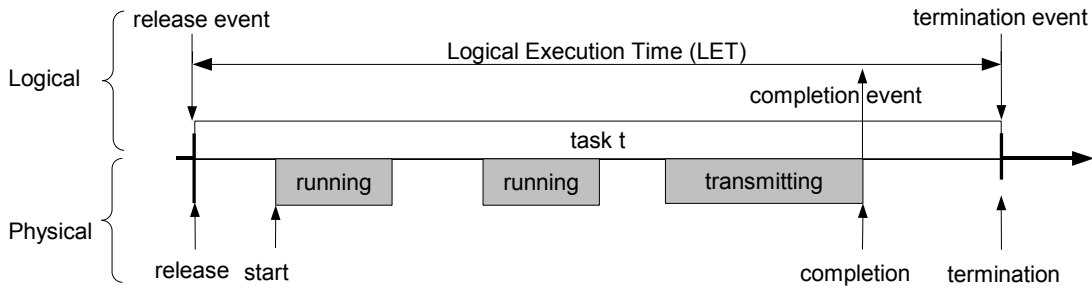 release event
termination event
Logical Execution Time (LET)
Logical
completion event
task t
running
running
transmitting
Physical
release
start
completion
termination